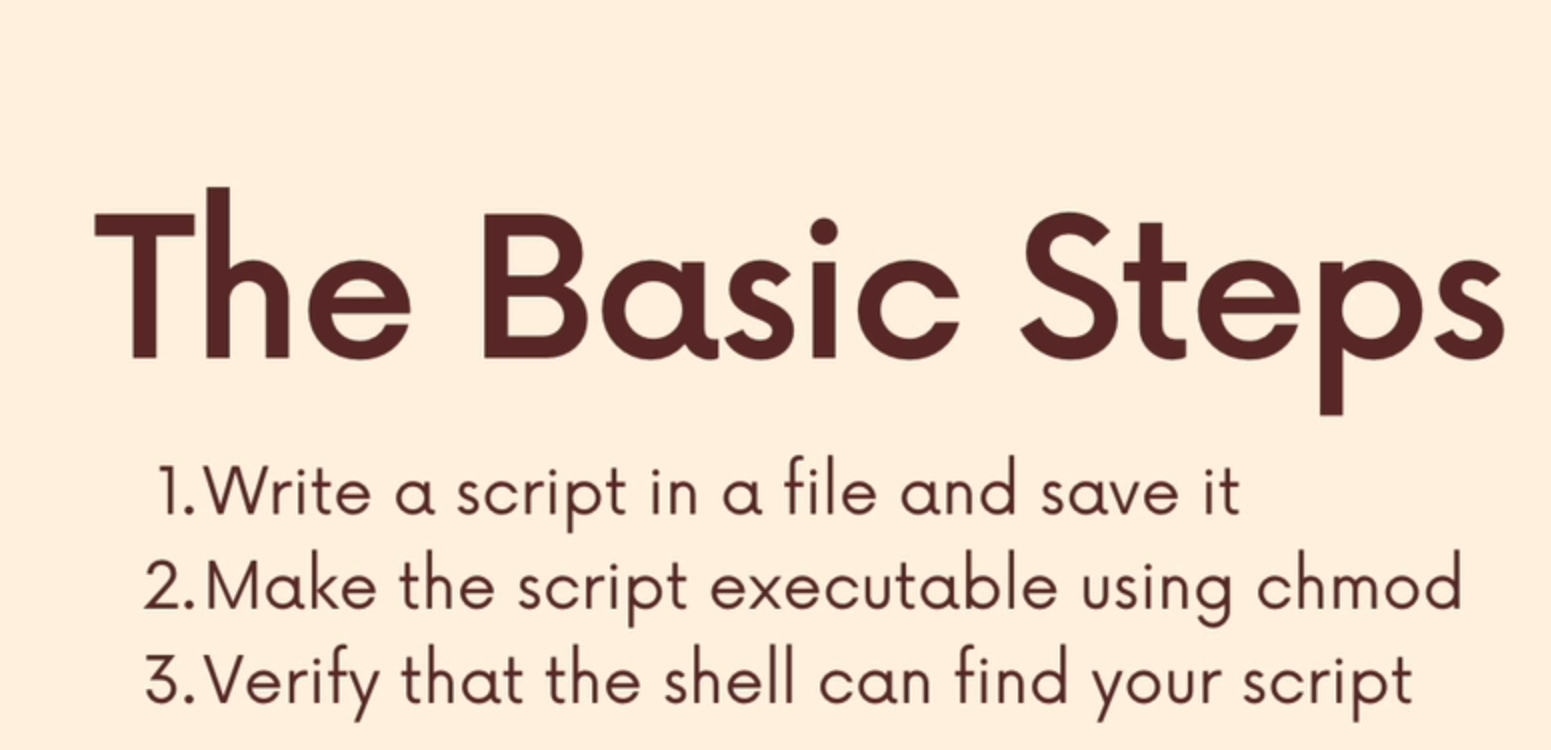 The Basic Steps
1.Write a script in a file and save it
2.Make the script executable using chmod
3.Verify that the shell can find your script